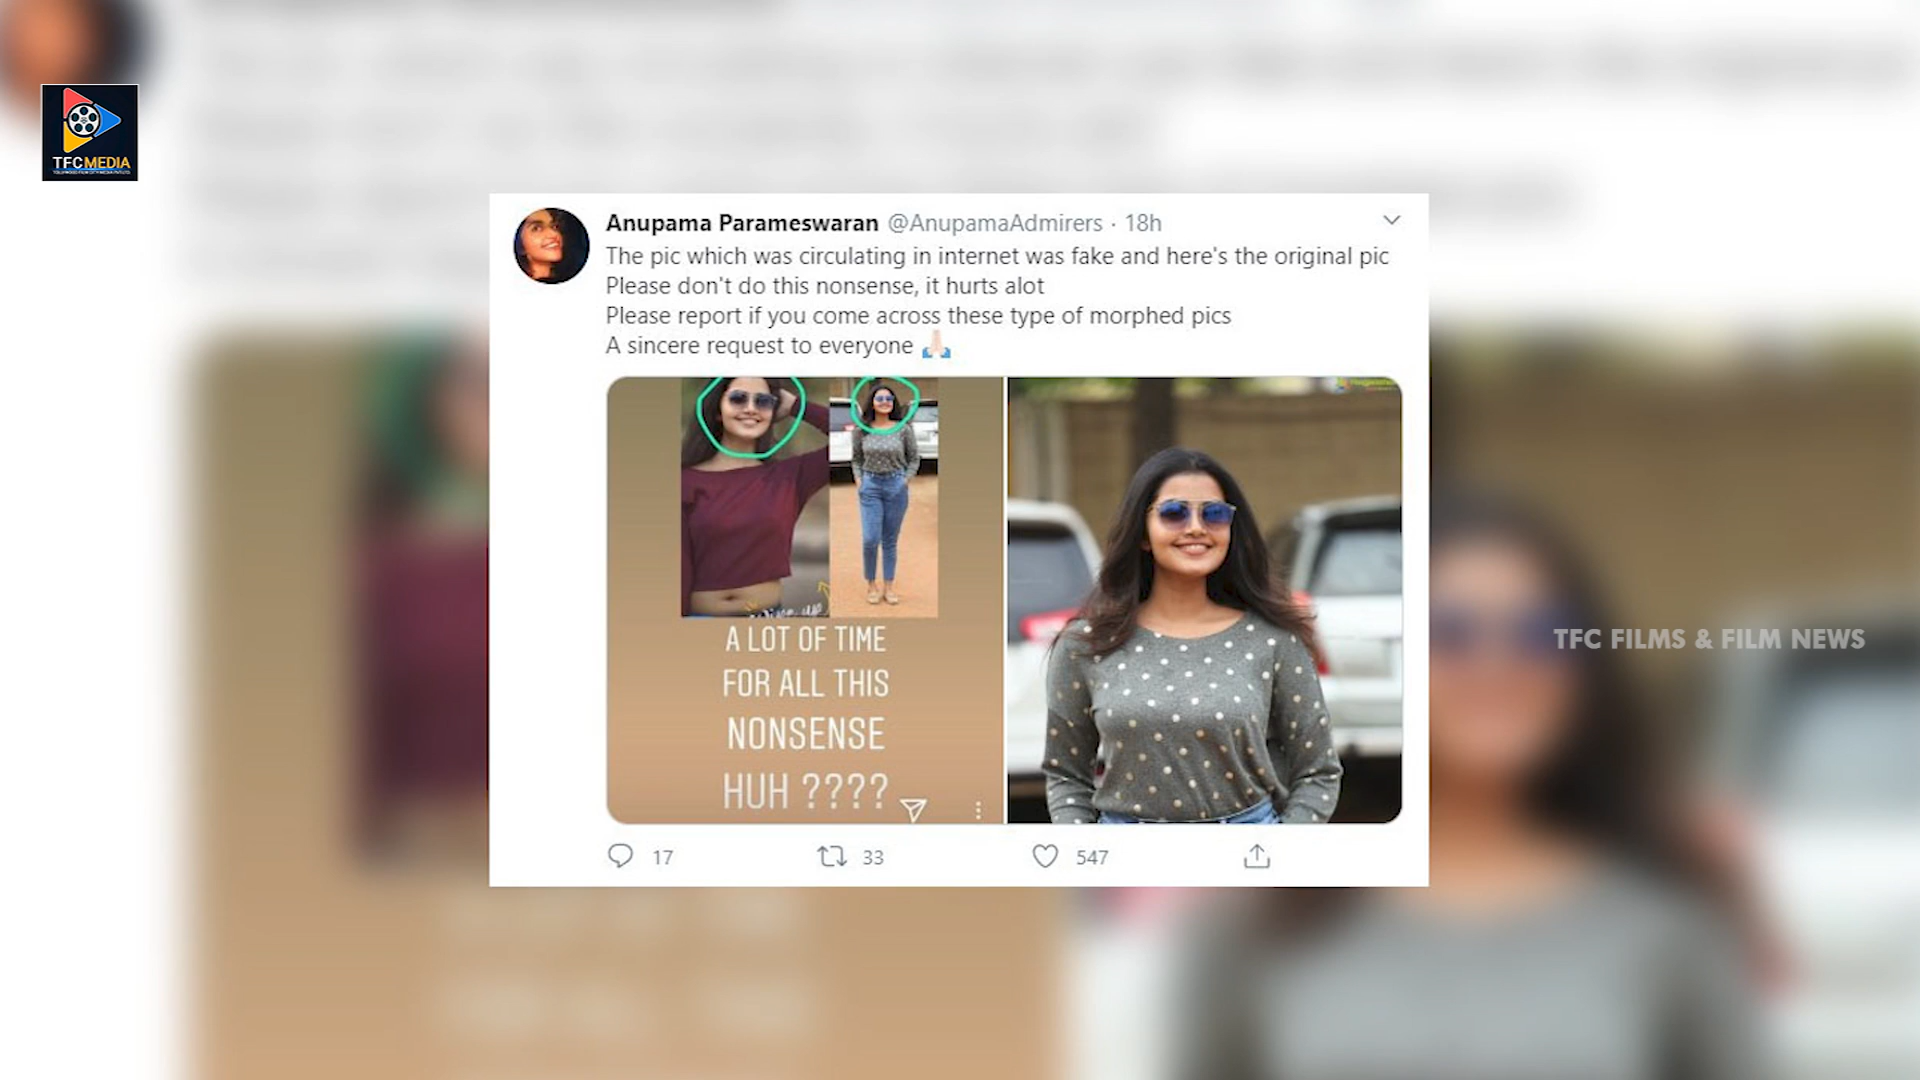 TFCMEDIA
Anupama Parameswaran @AnupamaAdmirers · 18h
The pic which was circulating in internet was fake and here's the original pic
Please don't do this nonsense, it hurts alot
Please report if you come across these type of morphed pics
A sincere request to everyone 🙏🏻
A LOT OF TIME
FOR ALL THIS
NONSENSE
HUH ????
17 33 547
TFC FILMS & FILM NEWS